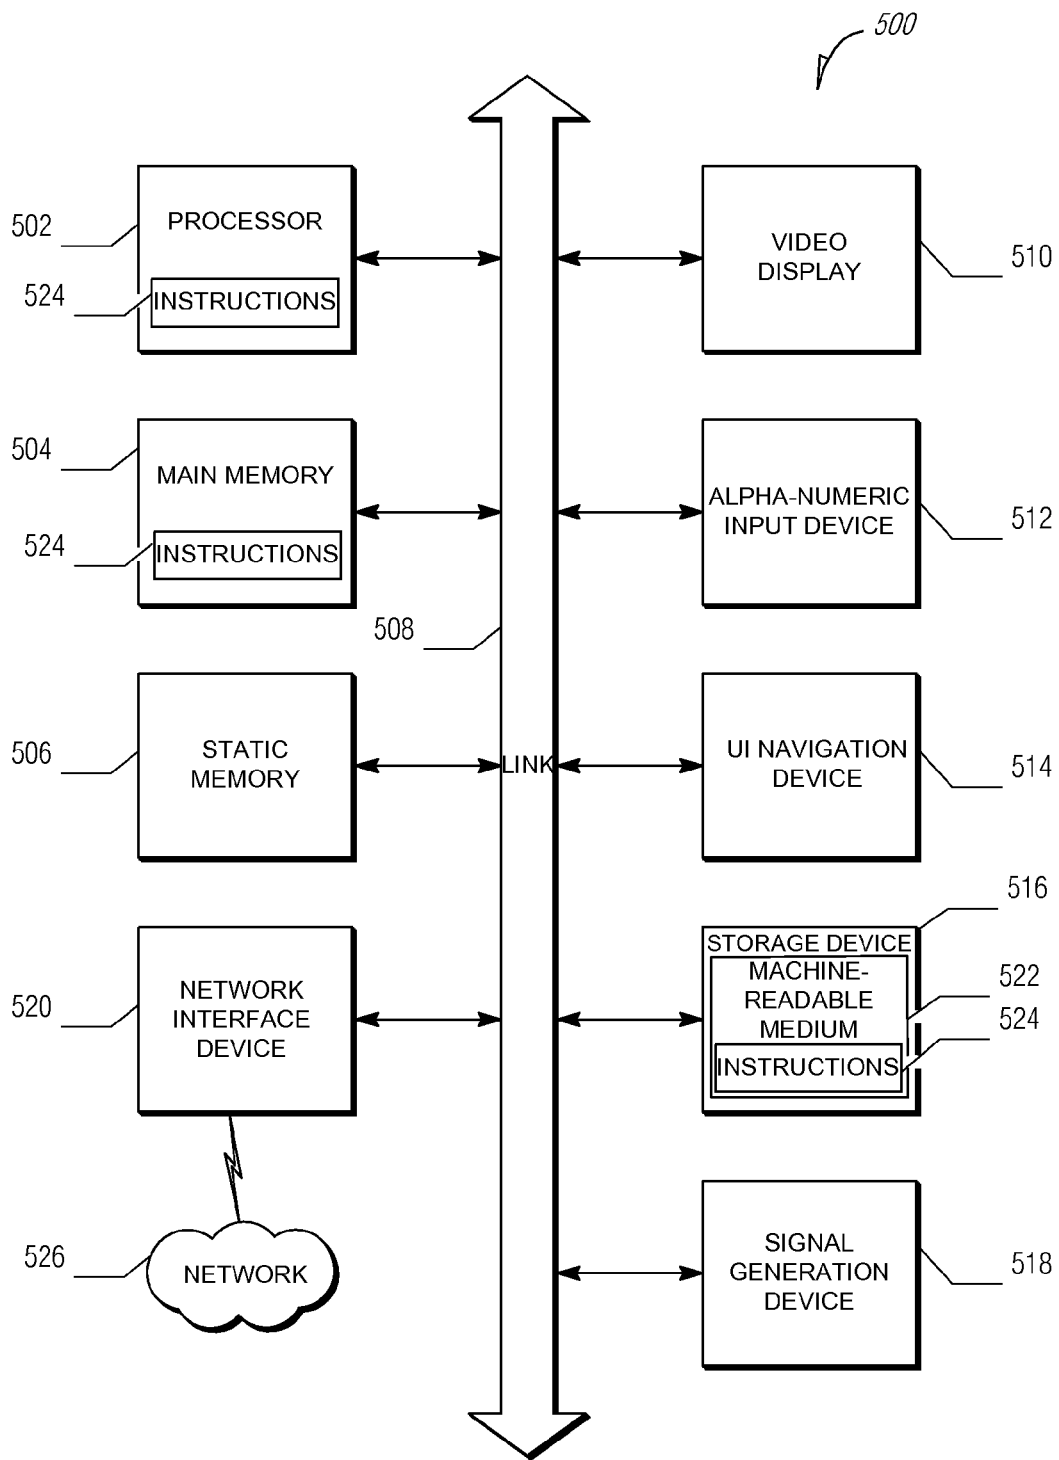 500
502
PROCESSOR
524
INSTRUCTIONS
VIDEO
DISPLAY
510
504
MAIN MEMORY
524
INSTRUCTIONS
ALPHA-NUMERIC
INPUT DEVICE
512
508
506
STATIC
MEMORY
LINK
UI NAVIGATION
DEVICE
514
516
520
NETWORK
INTERFACE
DEVICE
STORAGE DEVICE
MACHINE-
READABLE
MEDIUM
522
INSTRUCTIONS
524
526
NETWORK
SIGNAL
GENERATION
DEVICE
518